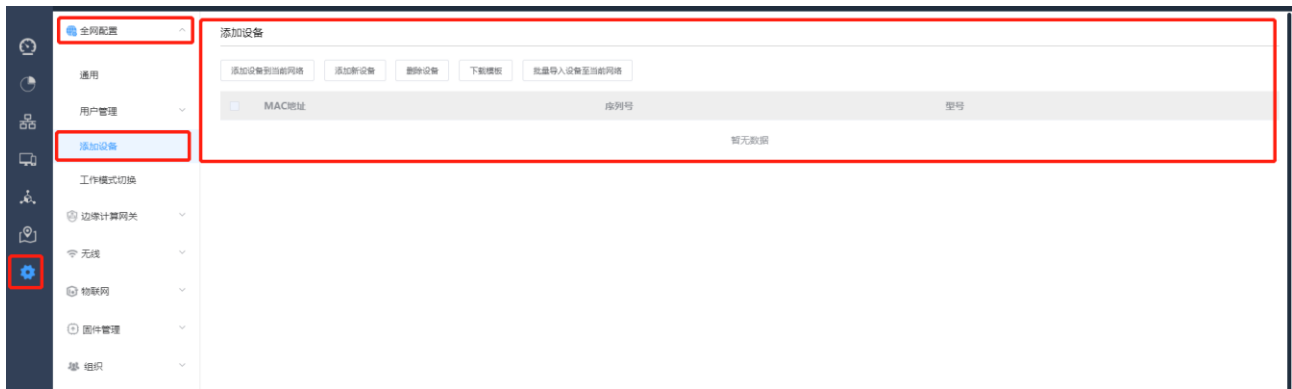 全网配置
通用
用户管理
添加设备
工作模式切换
边缘计算网关
无线
物联网
固件管理
组织
添加设备
添加设备到当前网络 添加新设备 删除设备 下载模板 批量导入设备至当前网络
MAC地址 序列号 型号
暂无数据